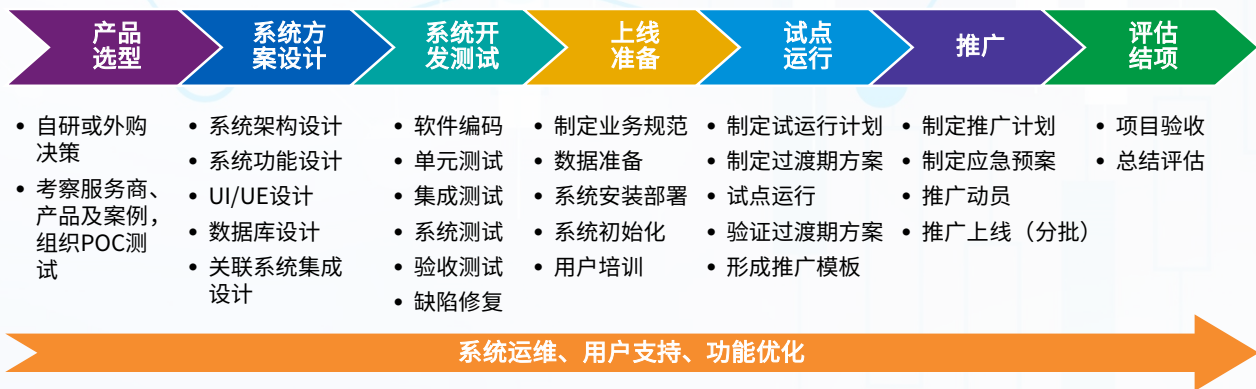 产品
选型
系统方
案设计
系统开
发测试
上线
准备
试点
运行
推广
评估
结项
• 自研或外购
决策
• 考察服务商、
产品及案例，
组织POC测
试
• 系统架构设计
• 系统功能设计
• UI/UE设计
• 数据库设计
• 关联系统集成
设计
• 软件编码
• 单元测试
• 集成测试
• 系统测试
• 验收测试
• 缺陷修复
• 制定业务规范
• 数据准备
• 系统安装部署
• 系统初始化
• 用户培训
• 制定试运行计划
• 制定过渡期方案
• 试点运行
• 验证过渡期方案
• 形成推广模板
• 制定推广计划
• 制定应急预案
• 推广动员
• 推广上线（分批）
• 项目验收
• 总结评估
系统运维、用户支持、功能优化